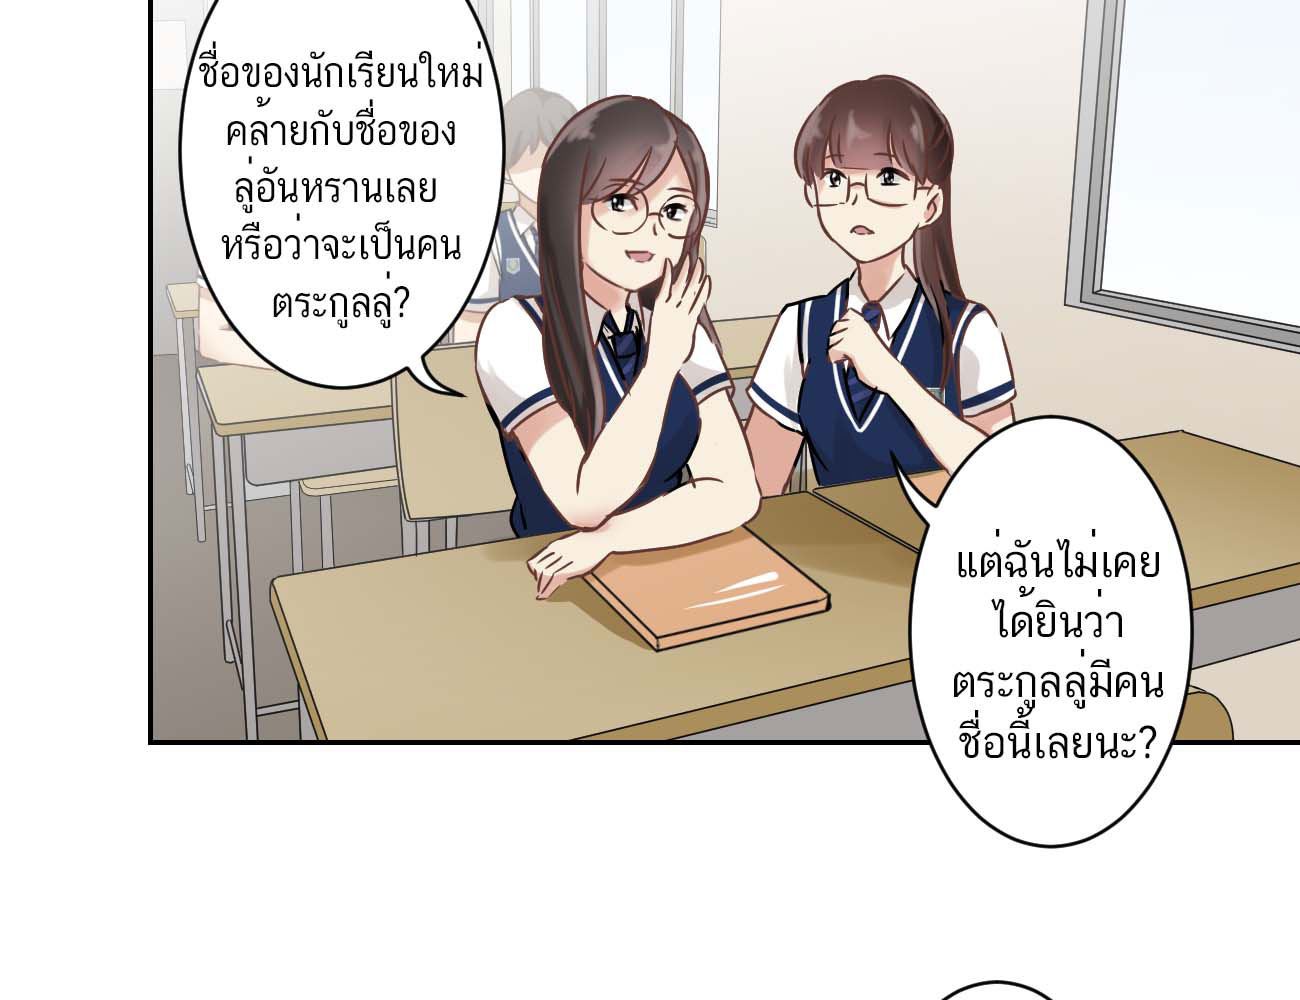 ชื่อของนักเรียนใหม่
คล้ายกับชื่อของ
ลู่อันหรานเลย
หรือว่าจะเป็นคน
ตระกูลลู่?
แต่ฉันไม่เคย
ได้ยินว่า
ตระกูลลู่มีคน
ชื่อนี้เลยนะ?